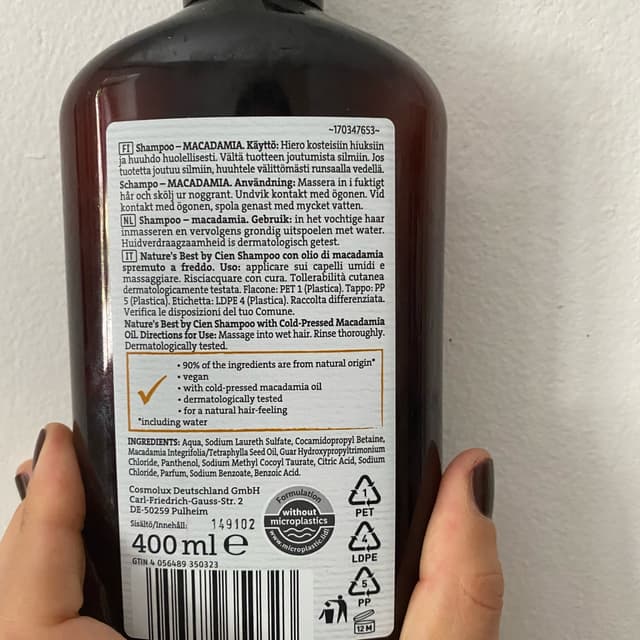 ~170347653~
FI Shampoo – MACADAMIA. Käyttö: Hiero kosteisiin hiuksiin
ja huuhdo huolellisesti. Vältä tuotteen joutumista silmiin. Jos
tuotetta joutuu silmiin, huuhtele välittömästi runsaalla vedellä.
Schampo – MACADAMIA. Användning: Massera in i fuktigt
hår och skölj ur noggrant. Undvik kontakt med ögonen. Vid
kontakt med ögonen, spola genast med mycket vatten.
NL Shampoo – macadamia. Gebruik: in het vochtige haar
inmasseren en vervolgens grondig uitspoelen met water.
Huidverdraagzaamheid is dermatologisch getest.
IT Nature's Best by Cien Shampoo con olio di macadamia
spremuto a freddo. Uso: applicare sui capelli umidi e
massaggiare. Risciacquare con cura. Tollerabilità cutanea
dermatologicamente testata. Flacone: PET 1 (Plastica). Tappo: PP
5 (Plastica). Etichetta: LDPE 4 (Plastica). Raccolta differenziata.
Verifica le disposizioni del tuo Comune.
Nature's Best by Cien Shampoo with Cold-Pressed Macadamia
Oil. Directions for Use: Massage into wet hair. Rinse thoroughly.
Dermatologically tested.
• 90% of the ingredients are from natural origin*
• vegan
• with cold-pressed macadamia oil
• dermatologically tested
• for a natural hair-feeling
*including water
INGREDIENTS: Aqua, Sodium Laureth Sulfate, Cocamidopropyl Betaine,
Macadamia Integrifolia/Tetraphylla Seed Oil, Guar Hydroxypropyltrimonium
Chloride, Panthenol, Sodium Methyl Cocoyl Taurate, Citric Acid, Sodium
Chloride, Parfum, Sodium Benzoate, Benzoic Acid.
Cosmolux Deutschland GmbH
Carl-Friedrich-Gauss-Str. 2
DE-50259 Pulheim
Sisältö/Innehåll: 149102
400 ml e
GTIN 4 056489 350323
Formulation
without
microplastics
www.microplastic.lidl
1
PET
4
LDPE
5
PP
12 M